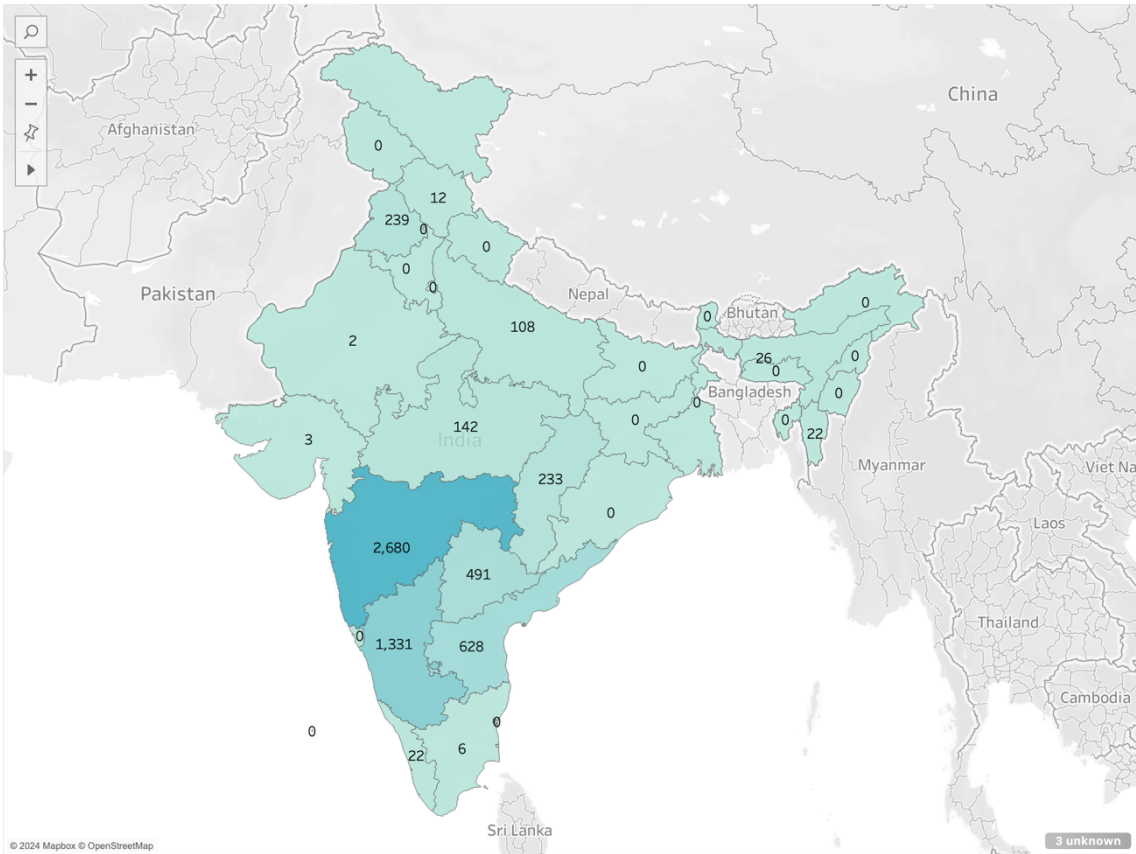 China
Afghanistan
0
12
239
0
0
0
Pakistan
0
Nepal
0
Bhutan
0
108
2
26
0
0
0
Bangladesh
0
0
0
0
142
India
3
22
Myanmar
Viet Na
233
0
Laos
2,680
491
Thailand
0
1,331
628
Cambodia
0
0
22
6
Sri Lanka
© 2024 Mapbox © OpenStreetMap
3 unknown